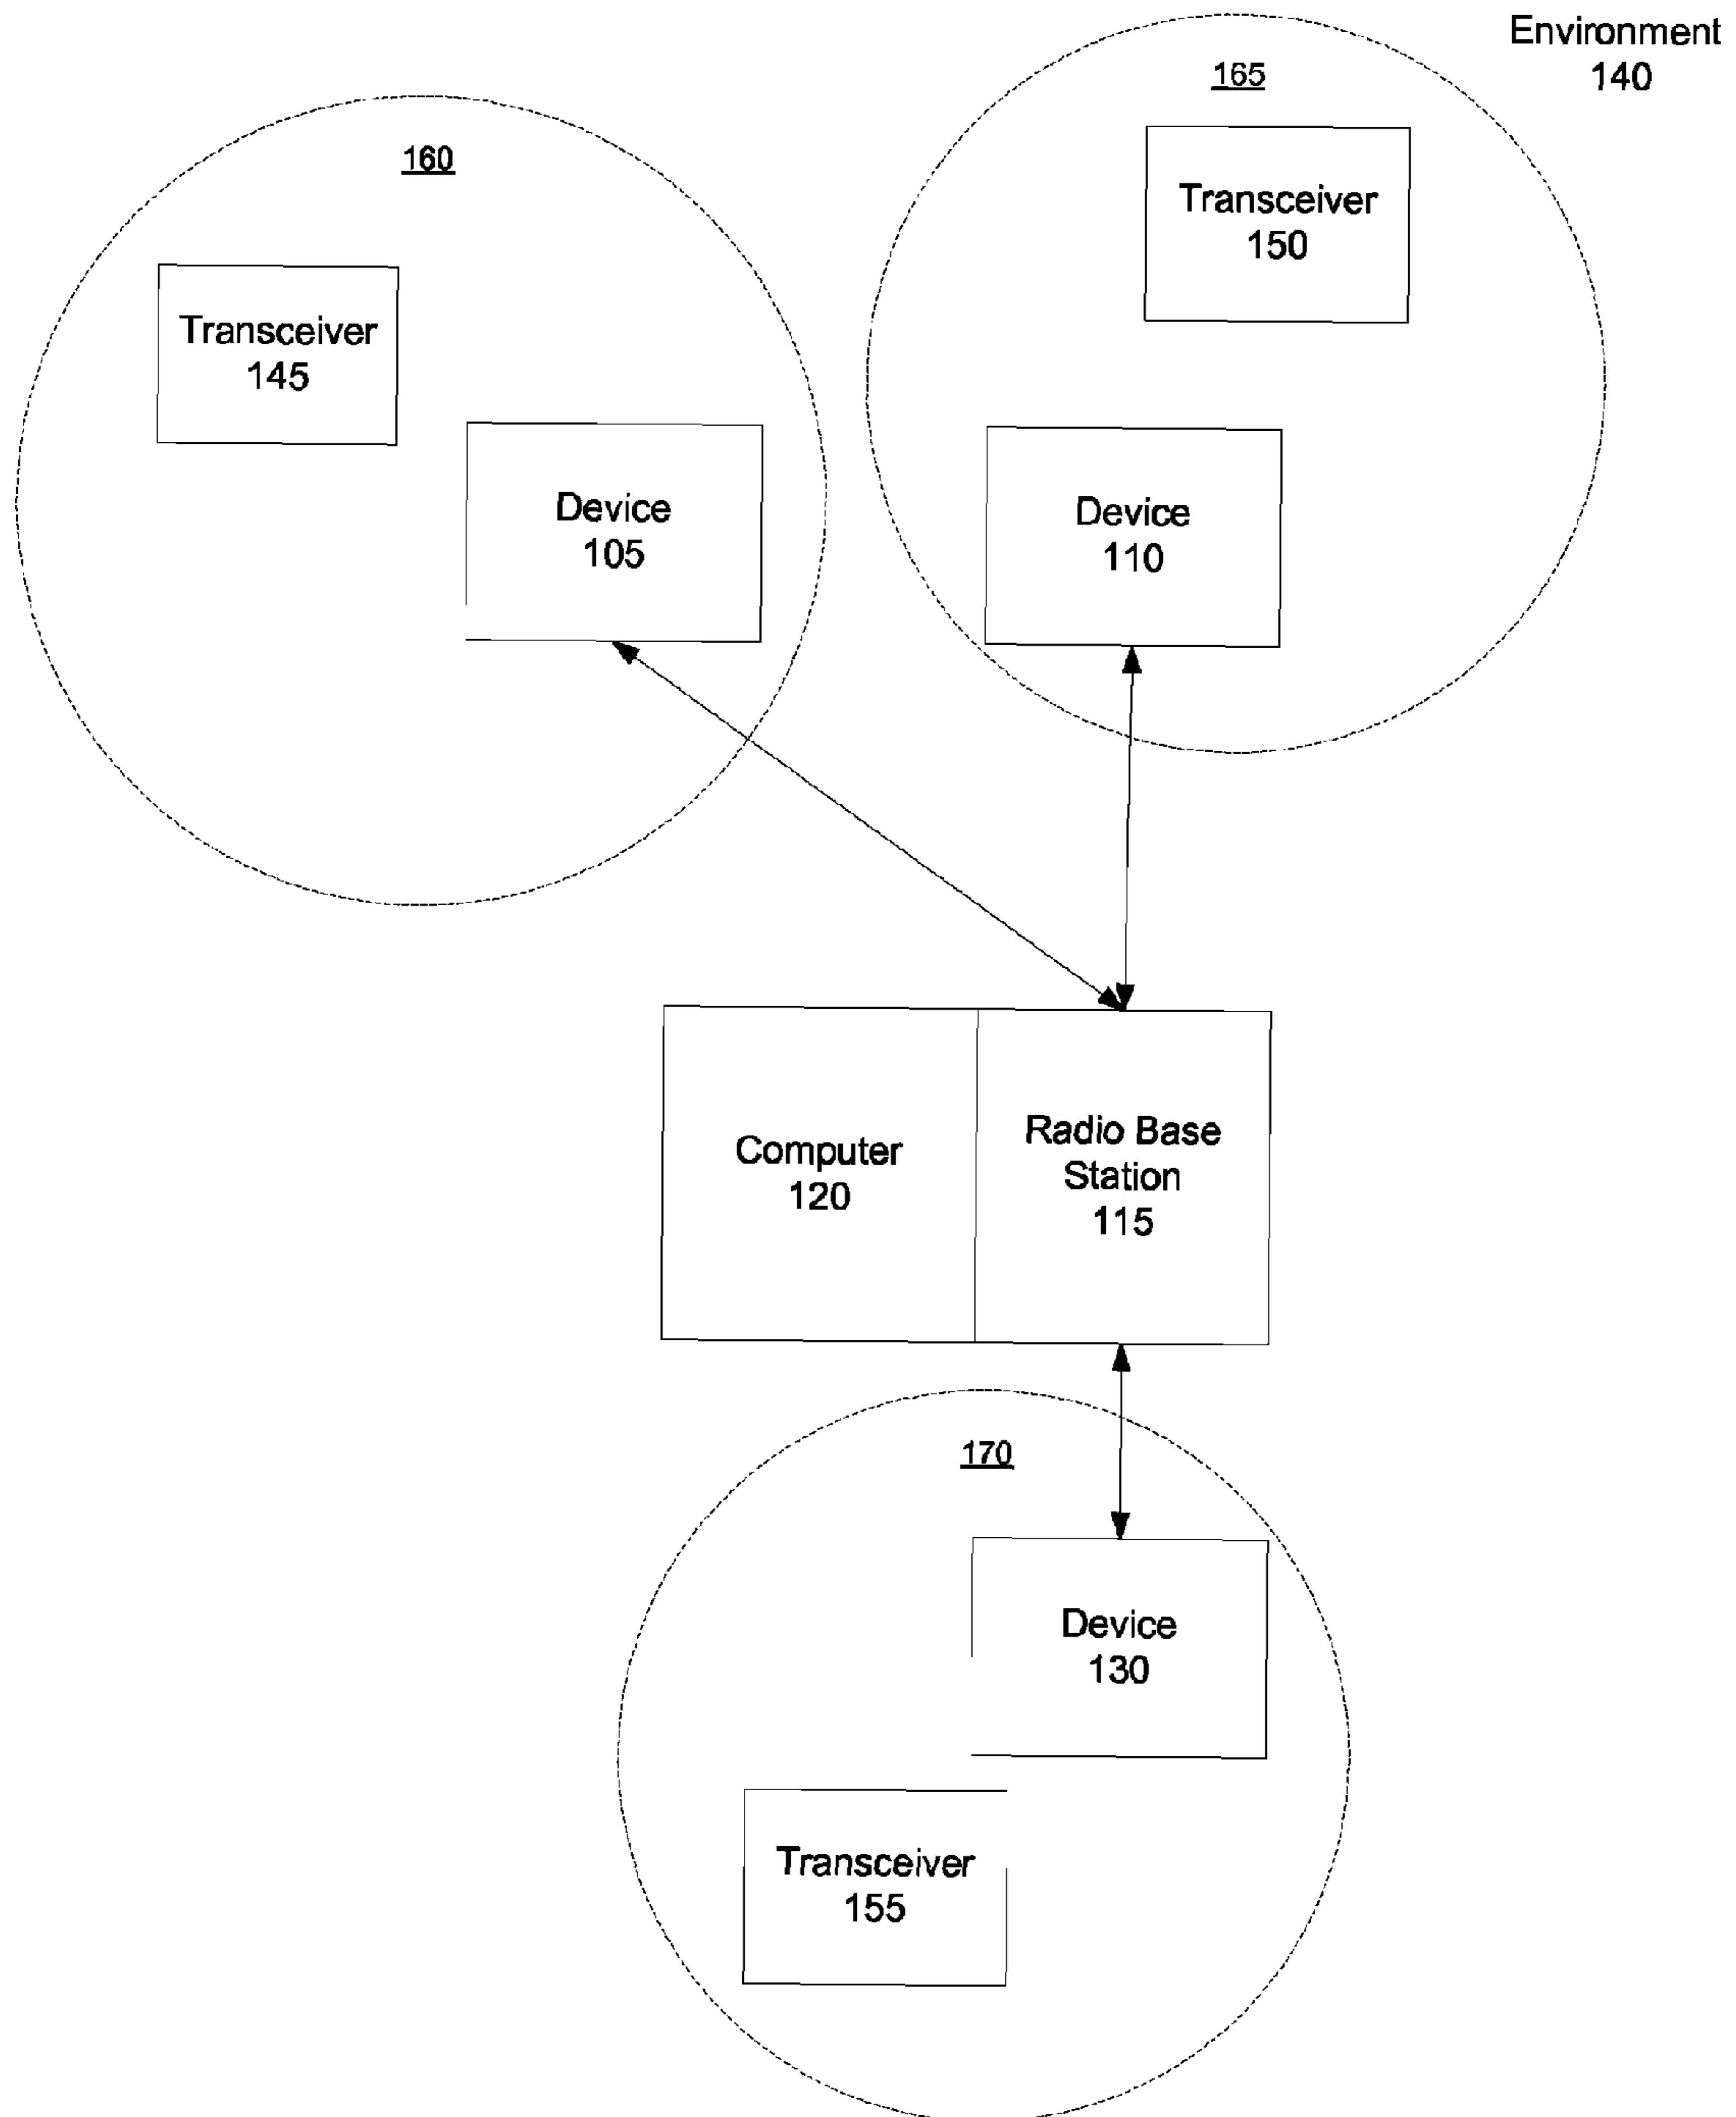 Environment
140
165
160
Transceiver
150
Transceiver
145
Device
105
Device
110
Computer
120
Radio Base
Station
115
170
Device
130
Transceiver
155